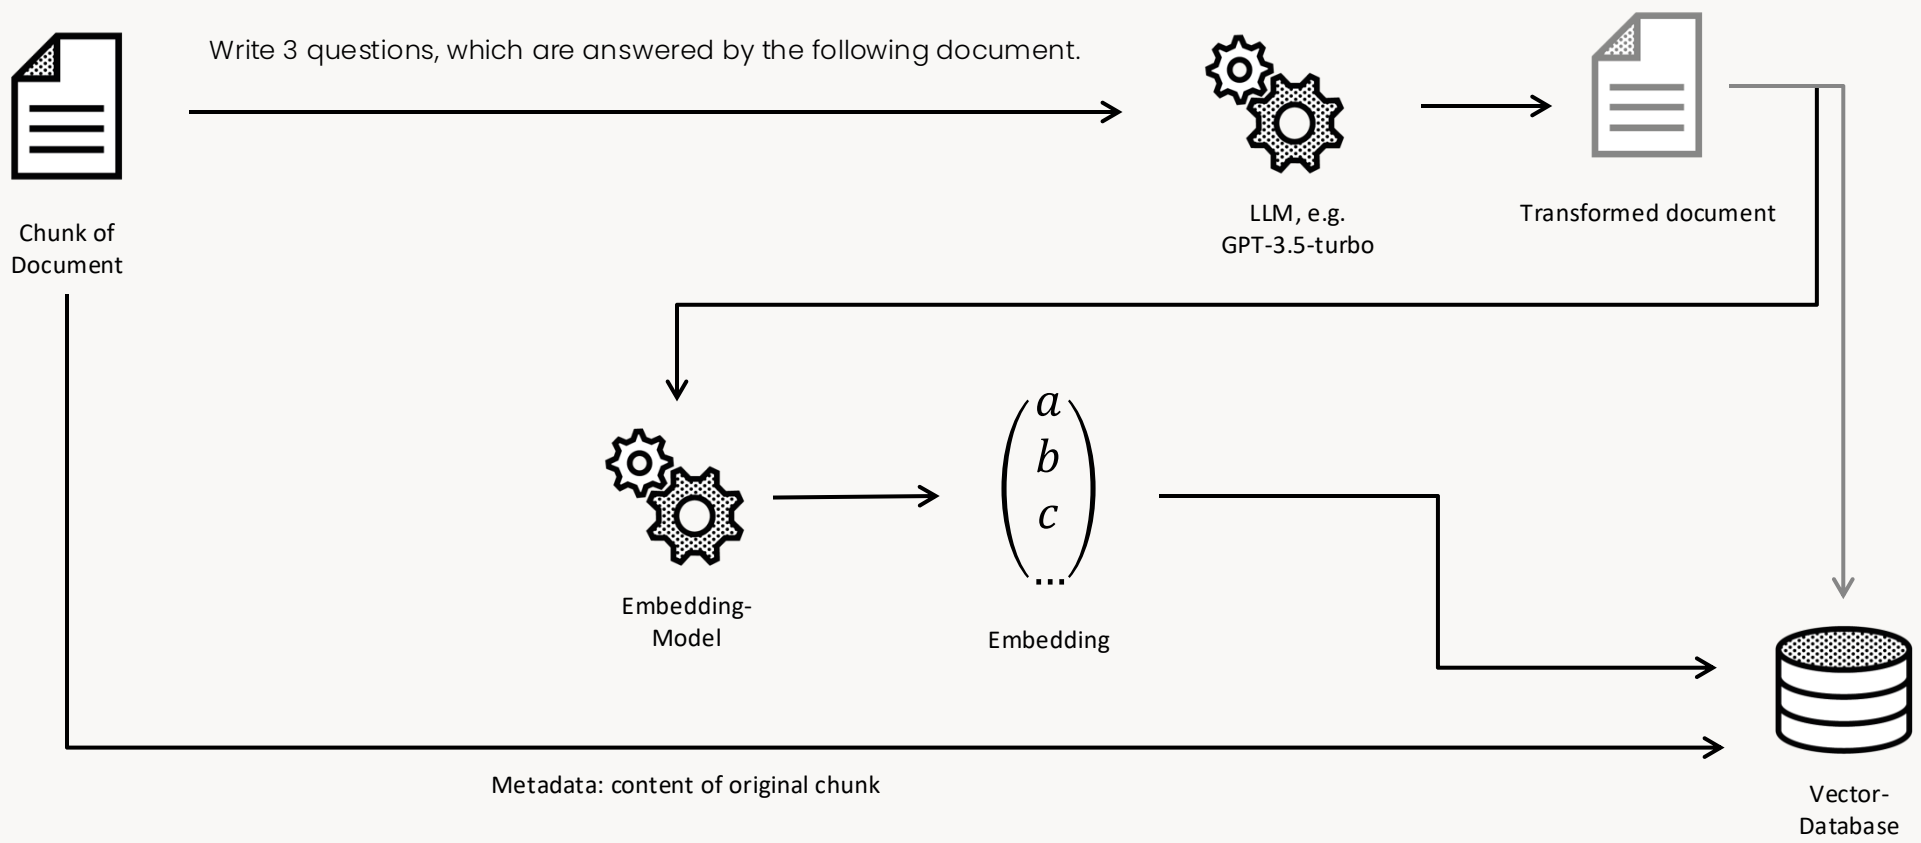 Write 3 questions, which are answered by the following document.
Chunk of
Document
LLM, e.g.
GPT-3.5-turbo
Transformed document
a
b
c
...
Embedding-
Model
Embedding
Metadata: content of original chunk
Vector-
Database